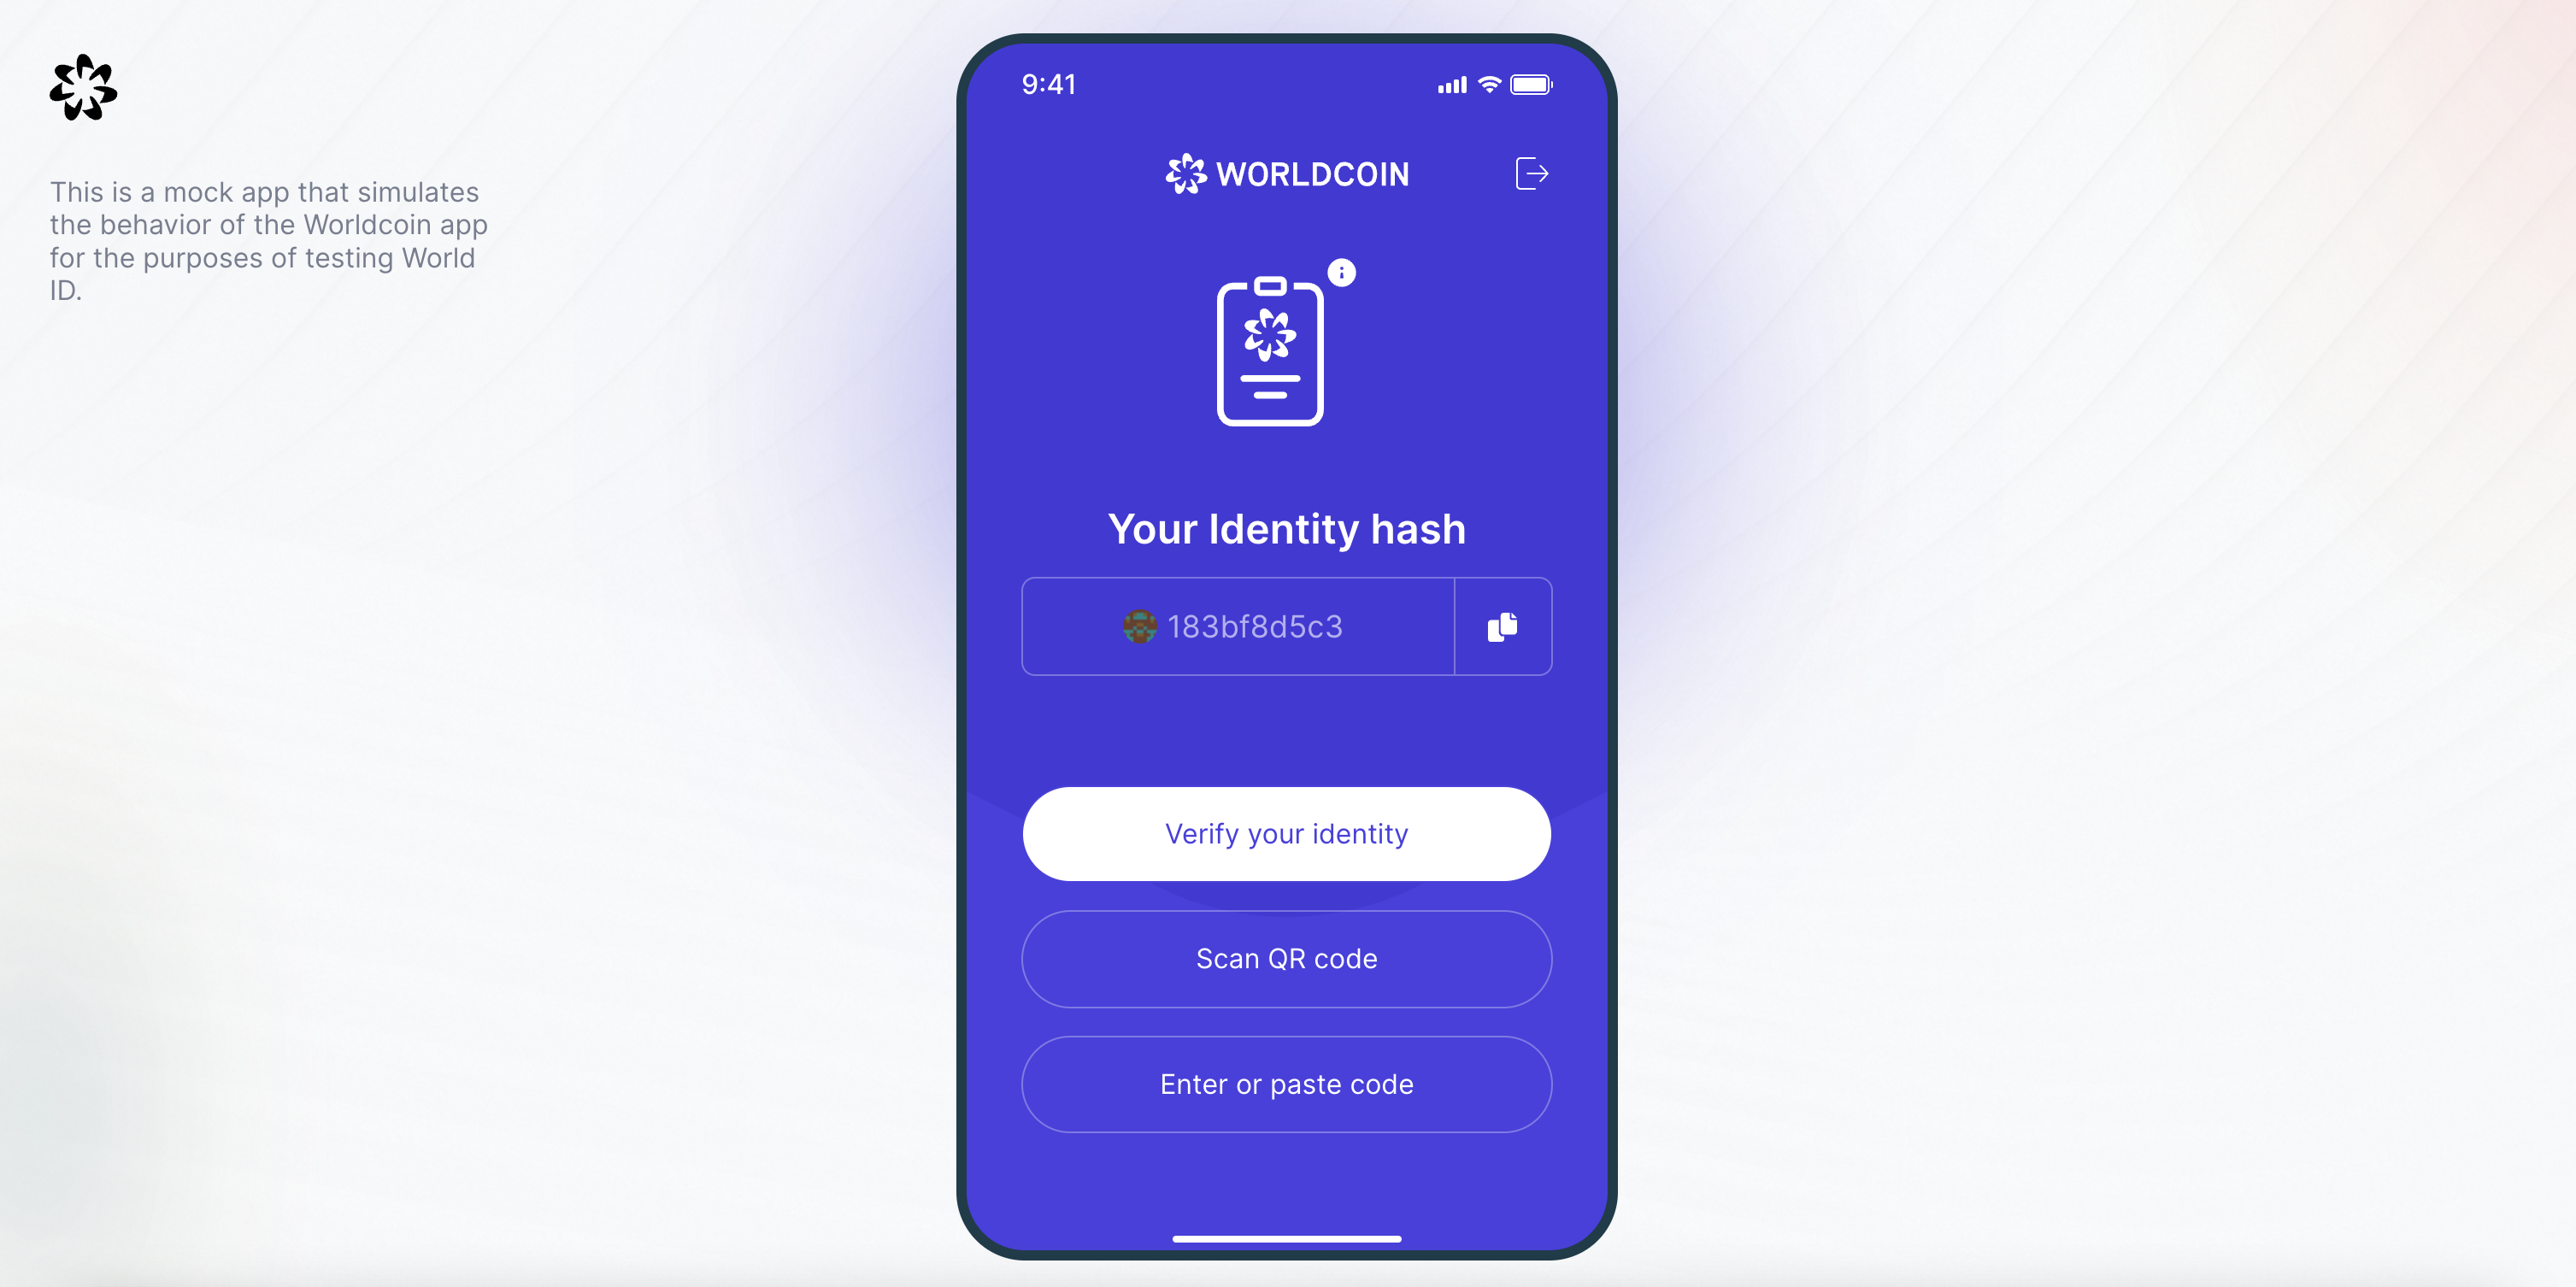 This is a mock app that simulates
the behavior of the Worldcoin app
for the purposes of testing World
ID.
9:41
WORLDCOIN
Your Identity hash
183bf8d5c3
Verify your identity
Scan QR code
Enter or paste code